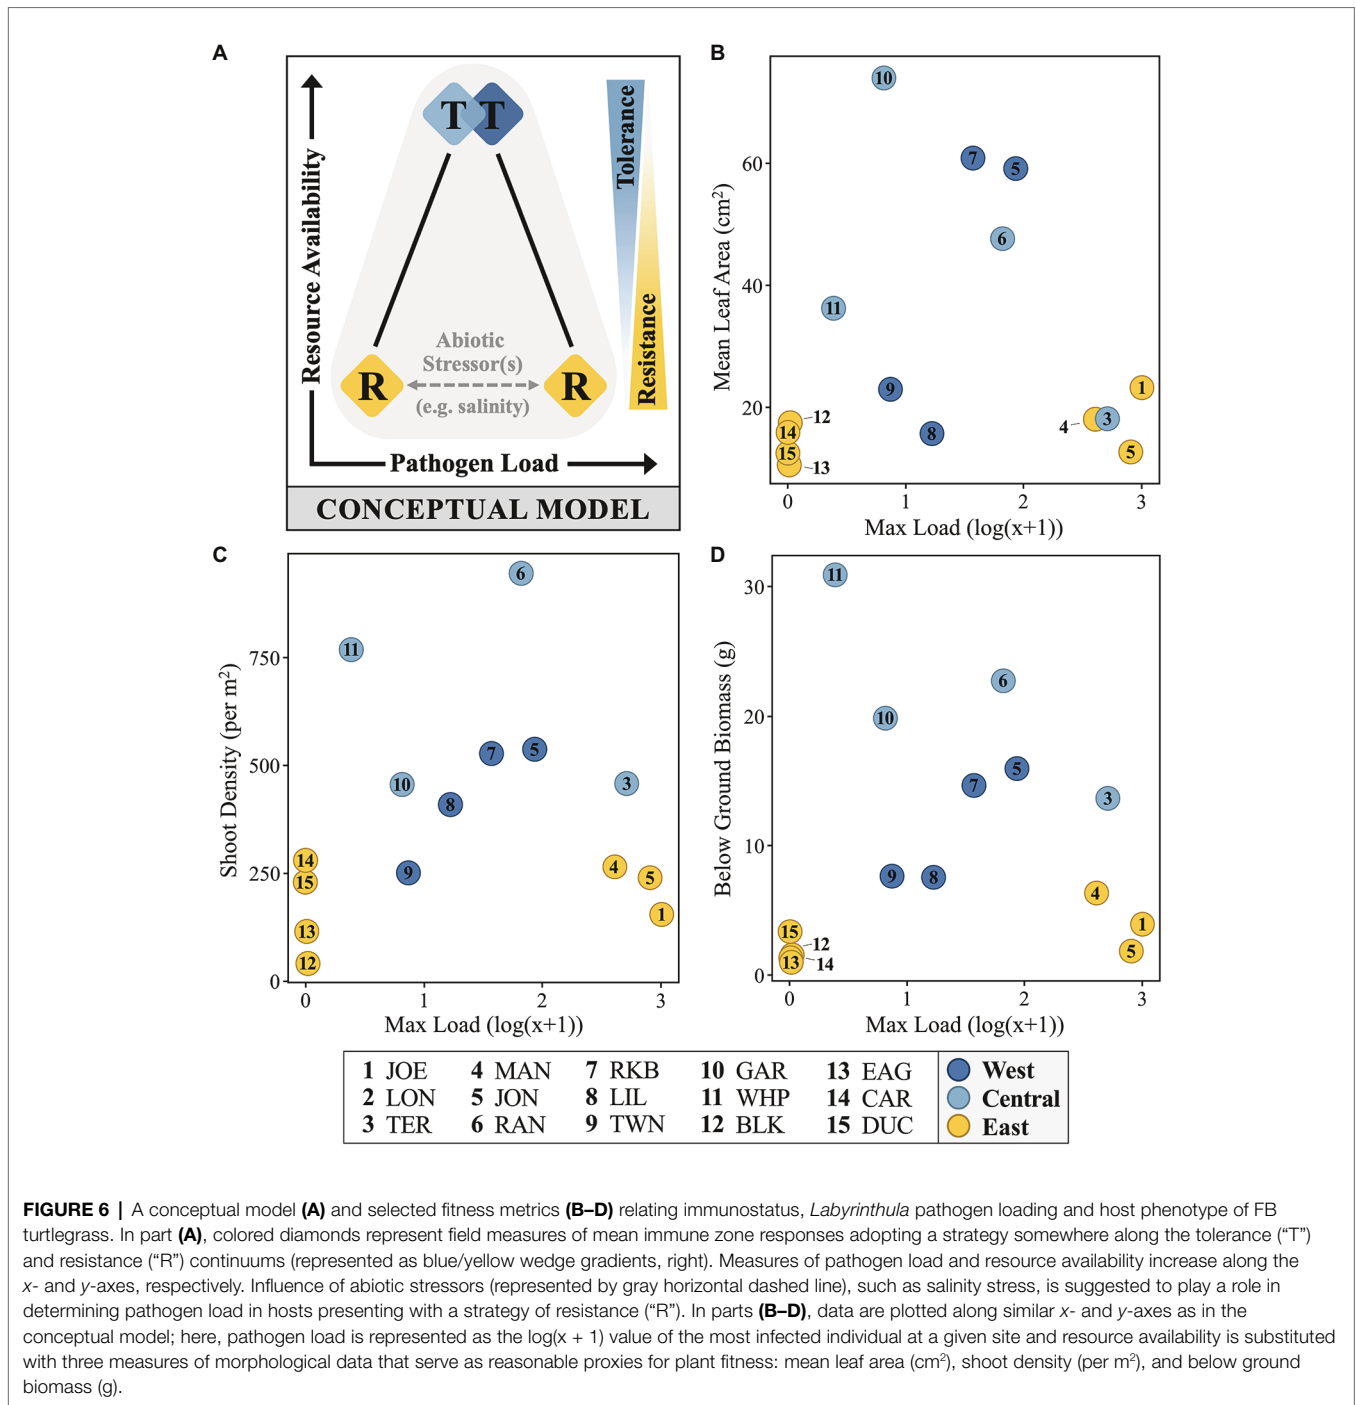 A
Resource Availability
T T
Tolerance
Resistance
Abiotic
Stressor(s)
(e.g. salinity)
R R
Pathogen Load
CONCEPTUAL MODEL
B
Mean Leaf Area (cm²)
60
40
20
10
7
5
6
11
9
8
1
12
14
15
13
4
3
5
0 1 2 3
Max Load (log(x+1))
C
Shoot Density (per m²)
750
500
250
0
6
11
7
5
10
8
3
9
14
15
13
12
4
5
1
0 1 2 3
Max Load (log(x+1))
D
Below Ground Biomass (g)
30
20
10
0
11
6
10
5
7
3
9
8
4
15
12
14
13
1
5
0 1 2 3
Max Load (log(x+1))
1 JOE 4 MAN 7 RKB 10 GAR 13 EAG West
2 LON 5 JON 8 LIL 11 WHP 14 CAR Central
3 TER 6 RAN 9 TWN 12 BLK 15 DUC East
FIGURE 6 | A conceptual model (A) and selected fitness metrics (B–D) relating immunostatus, Labyrinthula pathogen loading and host phenotype of FB
turtlegrass. In part (A), colored diamonds represent field measures of mean immune zone responses adopting a strategy somewhere along the tolerance (“T”)
and resistance (“R”) continuums (represented as blue/yellow wedge gradients, right). Measures of pathogen load and resource availability increase along the
x- and y-axes, respectively. Influence of abiotic stressors (represented by gray horizontal dashed line), such as salinity stress, is suggested to play a role in
determining pathogen load in hosts presenting with a strategy of resistance (“R”). In parts (B–D), data are plotted along similar x- and y-axes as in the
conceptual model; here, pathogen load is represented as the log(x + 1) value of the most infected individual at a given site and resource availability is substituted
with three measures of morphological data that serve as reasonable proxies for plant fitness: mean leaf area (cm²), shoot density (per m²), and below ground
biomass (g).